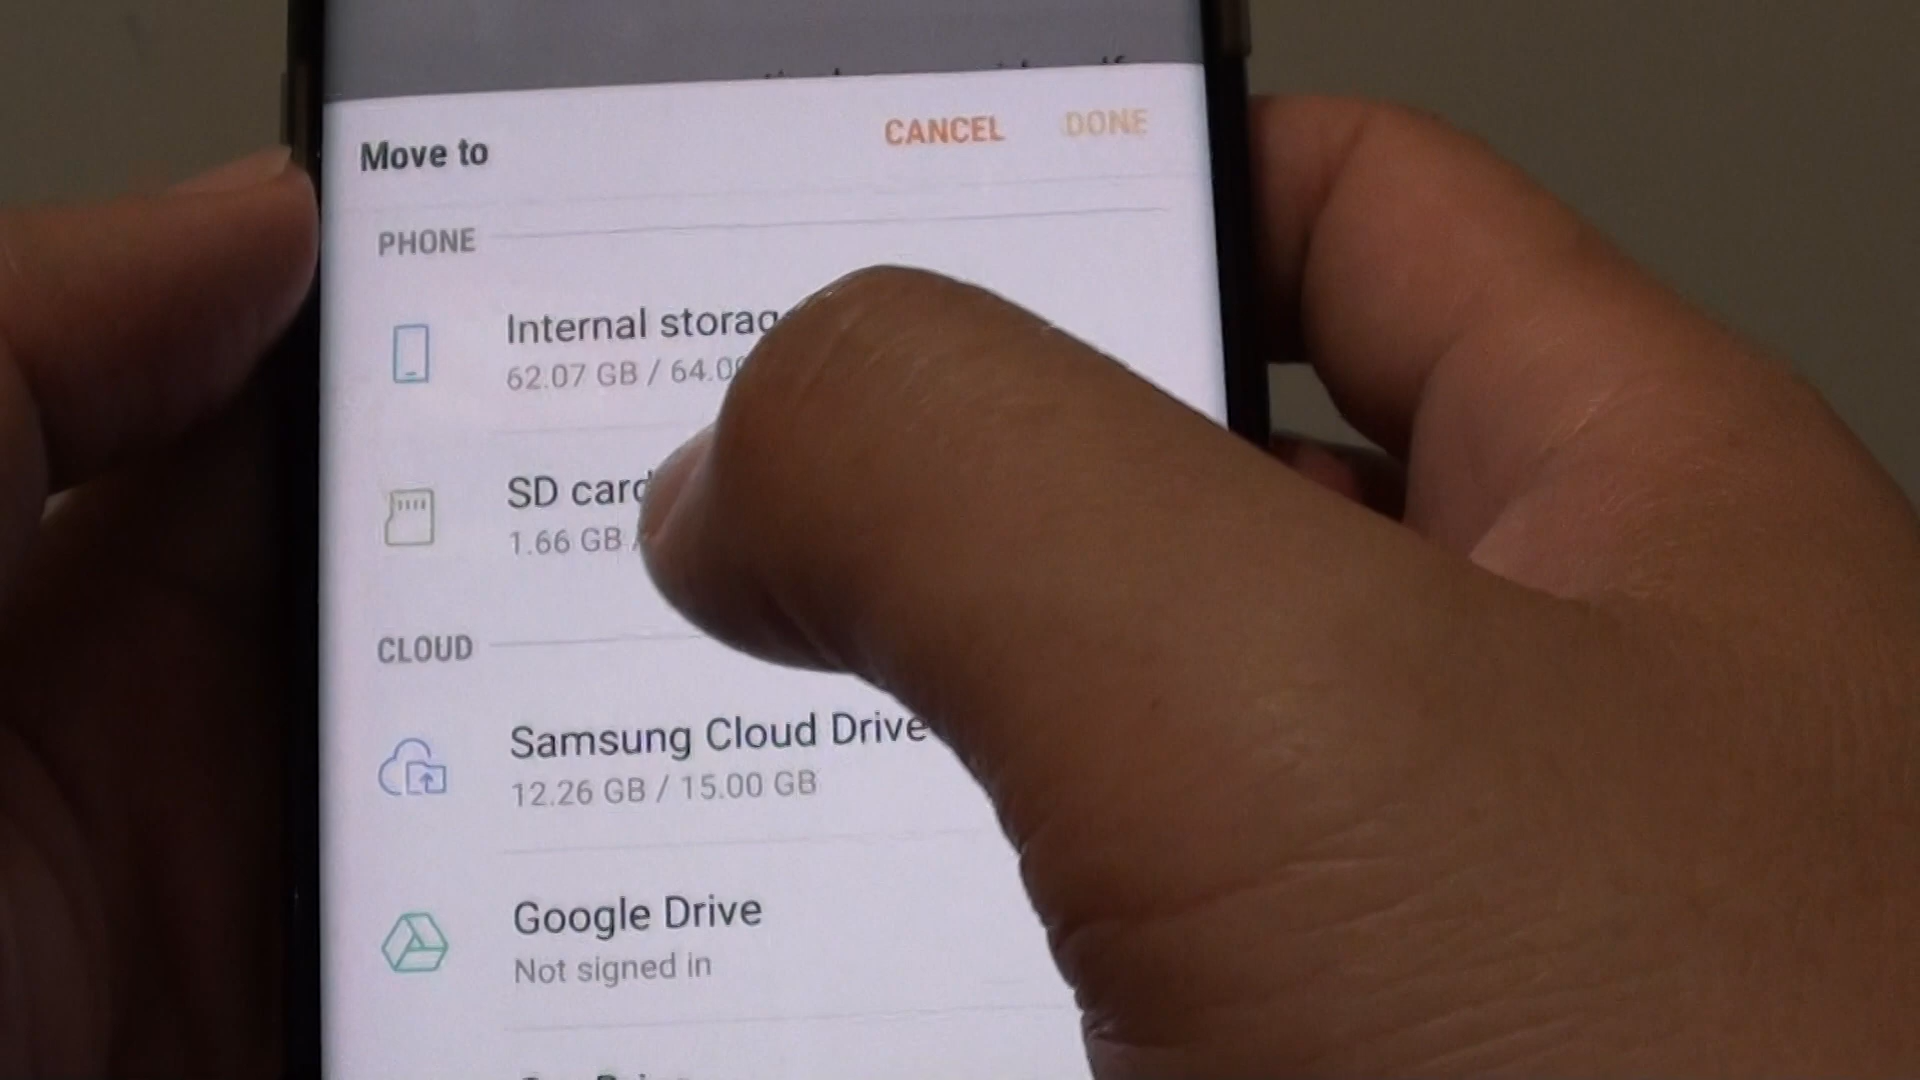 Move to
CANCEL DONE
PHONE
Internal
62.07 GB / 64.0
SD card
1.66 GB /
CLOUD
Samsung Cloud Drive
12.26 GB / 15.00 GB
Google Drive
Not signed in